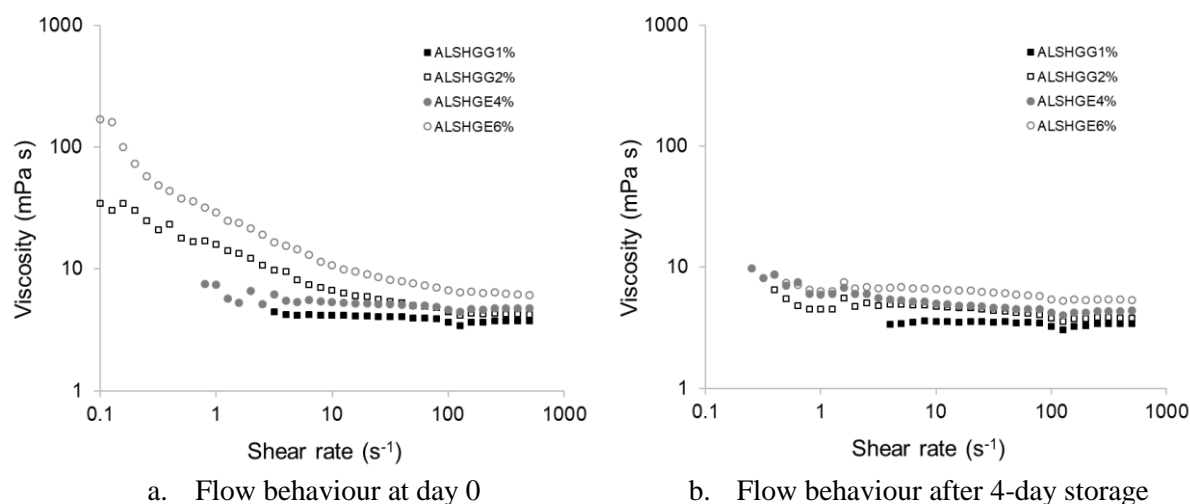 1000
100
10
1
Viscosity (mPa s)
ALSHGG1%
ALSHGG2%
ALSHGE4%
ALSHGE6%
0.1 1 10 100 1000
Shear rate (s-1)
a. Flow behaviour at day 0
1000
100
10
1
Viscosity (mPa s)
ALSHGG1%
ALSHGG2%
ALSHGE4%
ALSHGE6%
0.1 1 10 100 1000
Shear rate (s-1)
b. Flow behaviour after 4-day storage